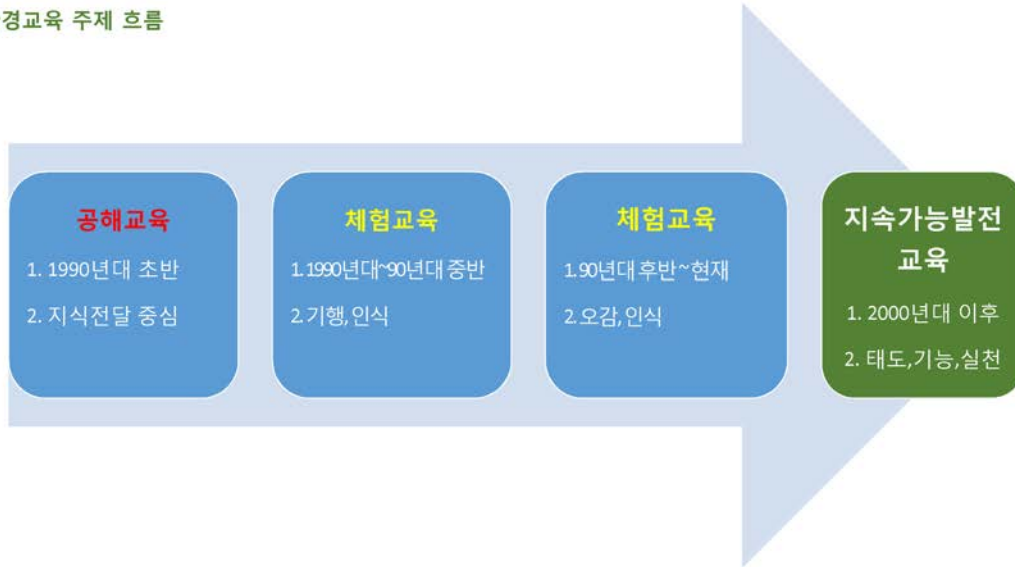 경교육 주제 흐름
공해교육
1. 1990년대 초반
2. 지식전달 중심
체험교육
1.1990년대~90년대 중반
2.기행,인식
체험교육
1.90년대 후반~현재
2.오감,인식
지속가능발전
교육
1. 2000년대 이후
2. 태도,기능,실천